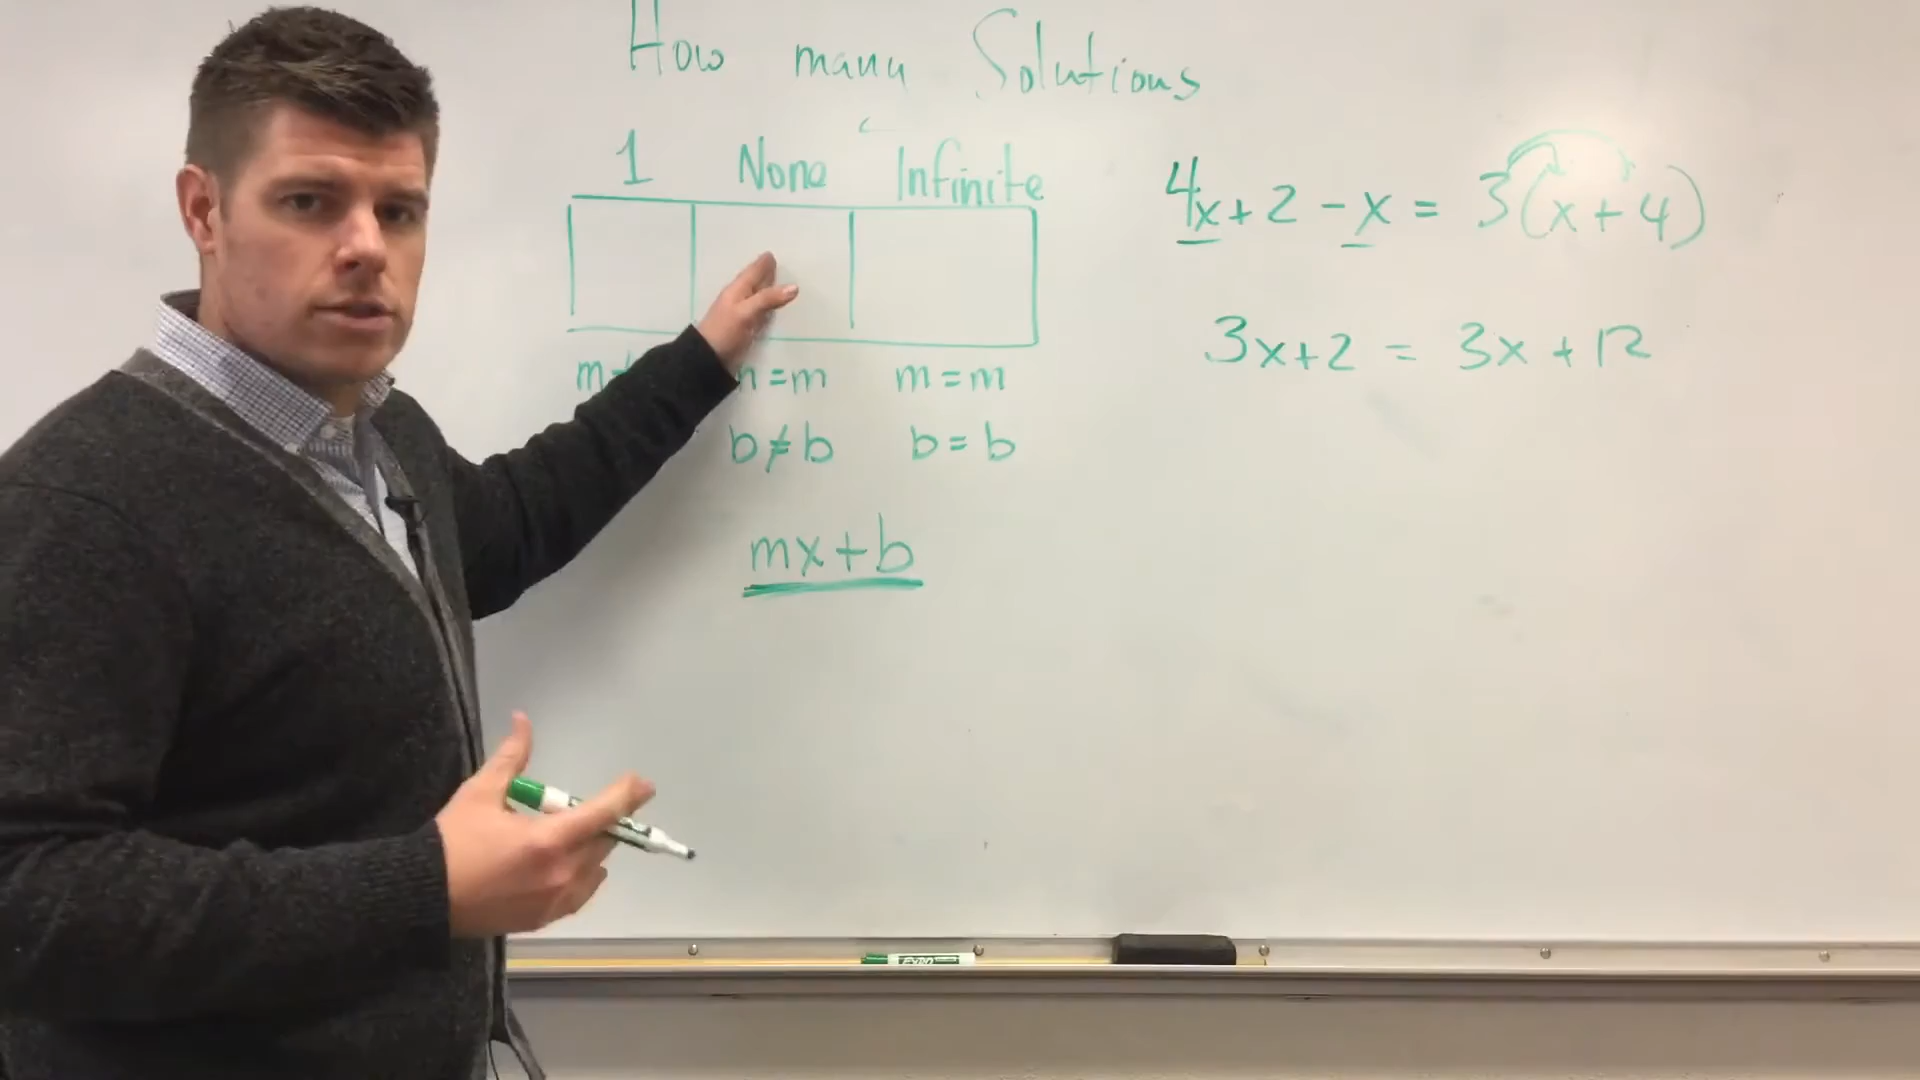 How many Solutions
1 None Infinite
4x+2-x = 3(x+4)
3x+2 = 3x+12
=m m=m
b≠b b=b
mx+b
EXPO